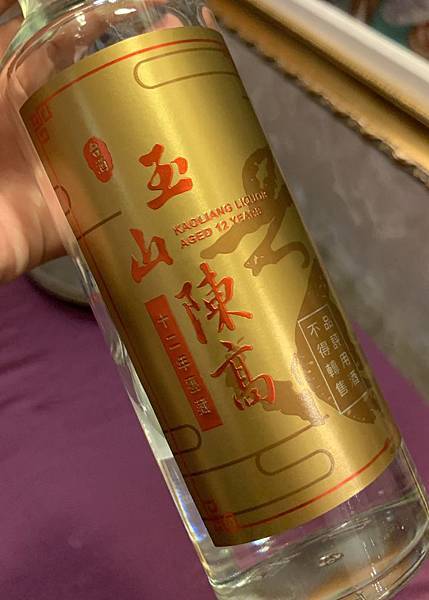 台酒
玉山陳高
KAOLIANG LIQUOR
AGED 12 YEARS
十二年窖藏
品評用酒
不得轉售